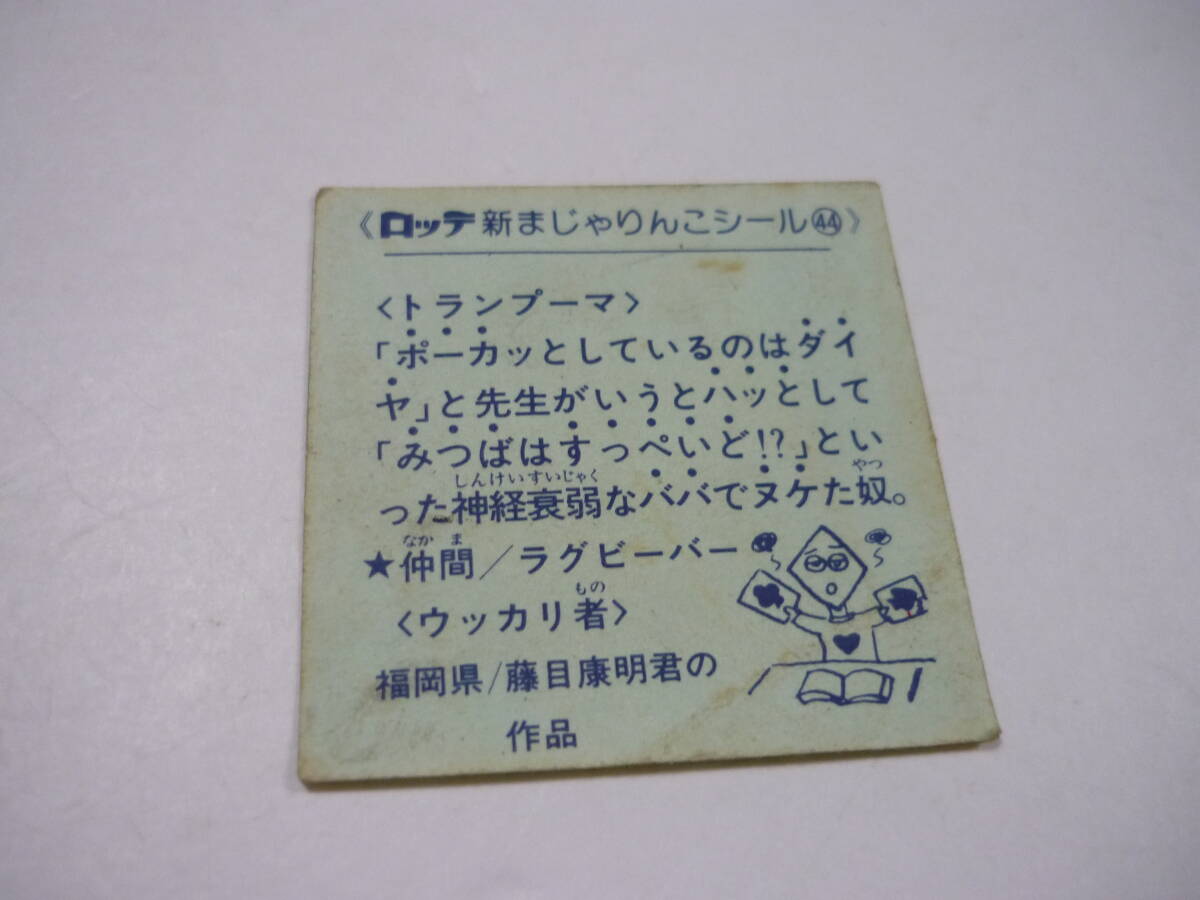 《ロッテ 新まじゃりんこシール㊹》
〈トランプーマ〉
「ポーカッとしているのはダイ
ヤ」と先生がいうとハッとして
「みつばはすっぺいど!?」とい
しんけいすいじゃく やつ
った神経衰弱なババでヌケた奴。
なかま
★仲間/ラグビーバー
もの
〈ウッカリ者〉
福岡県/藤目康明君の
作品